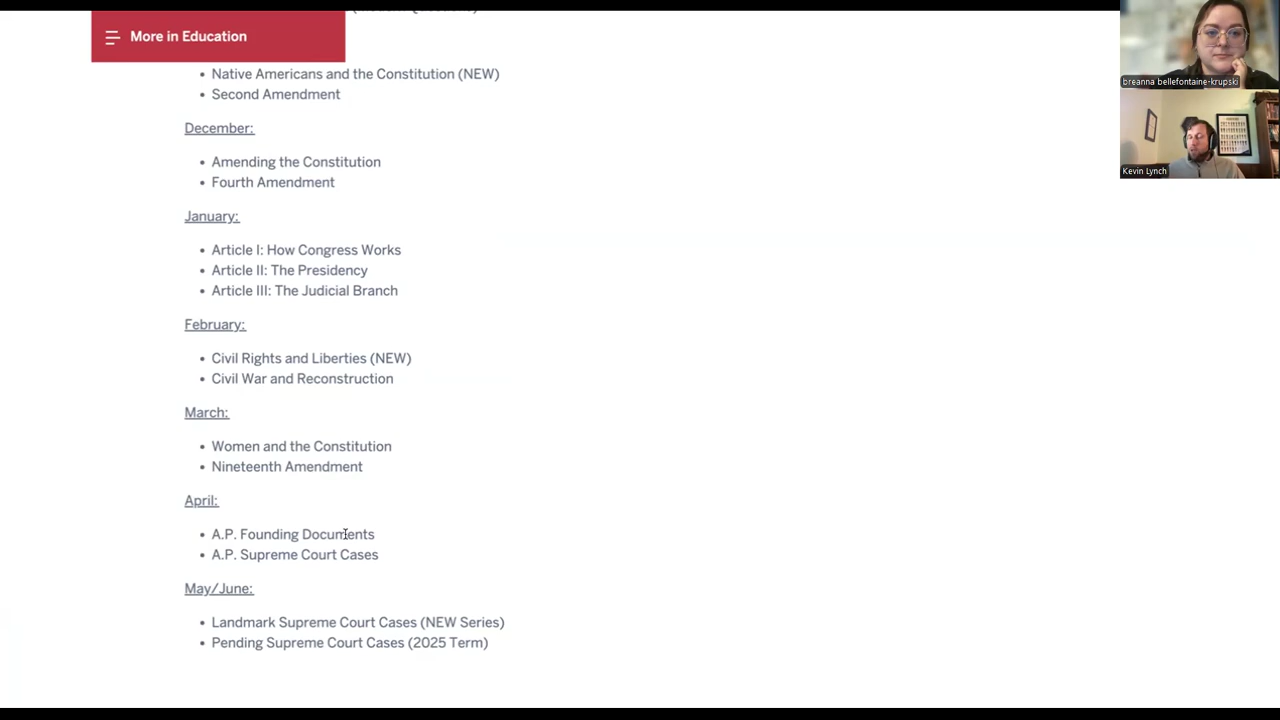 More in Education
Native Americans and the Constitution (NEW)
Second Amendment
December:
Amending the Constitution
Fourth Amendment
January:
Article I: How Congress Works
Article II: The Presidency
Article III: The Judicial Branch
February:
Civil Rights and Liberties (NEW)
Civil War and Reconstruction
March:
Women and the Constitution
Nineteenth Amendment
April:
A.P. Founding Documents
A.P. Supreme Court Cases
May/June:
Landmark Supreme Court Cases (NEW Series)
Pending Supreme Court Cases (2025 Term)
breanna bellefontaine-krupski
Kevin Lynch